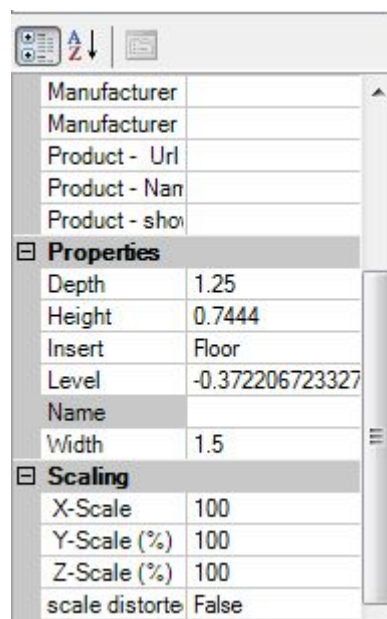 A
Z
Manufacturer
Manufacturer
Product - Url
Product - Nam
Product - show
Properties
Depth 1.25
Height 0.7444
Insert Floor
Level -0.372206723327
Name
Width 1.5
Scaling
X-Scale 100
Y-Scale (%) 100
Z-Scale (%) 100
scale distorte False